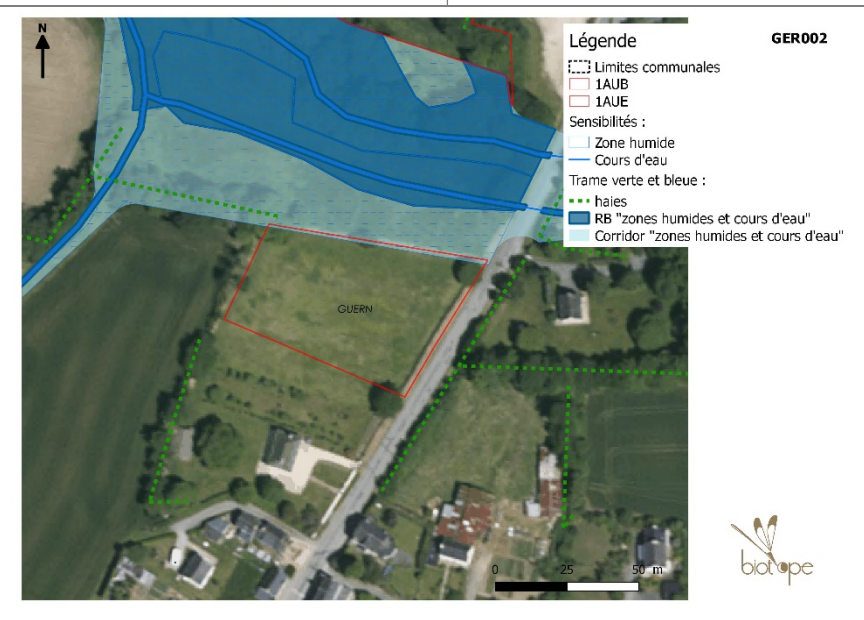 N
Légende
GER002
Limites communales
1AUB
1AUE
Sensibilités :
Zone humide
Cours d'eau
Trame verte et bleue :
haies
RB "zones humides et cours d'eau"
Corridor "zones humides et cours d'eau"
GUERN
0 25 50 m
biotope